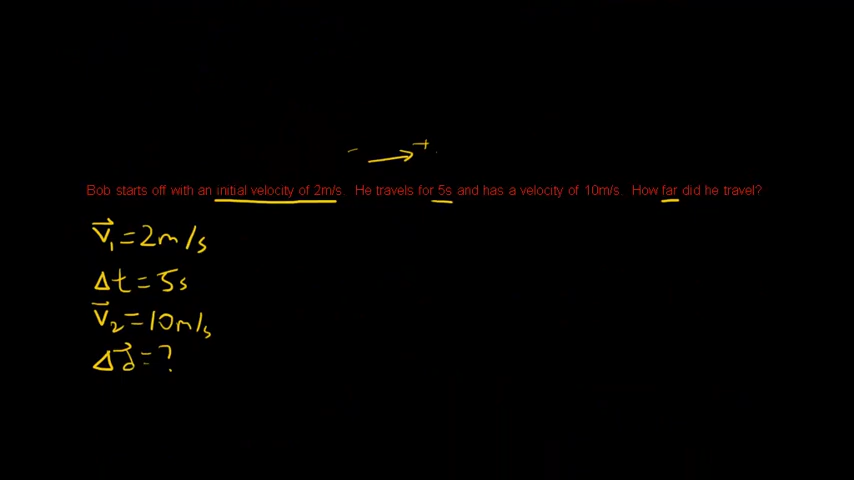 - → +
Bob starts off with an initial velocity of 2m/s. He travels for 5s and has a velocity of 10m/s. How far did he travel?
v⃗₁ = 2m/s
Δt = 5s
v⃗₂ = 10m/s
Δd⃗ = ?